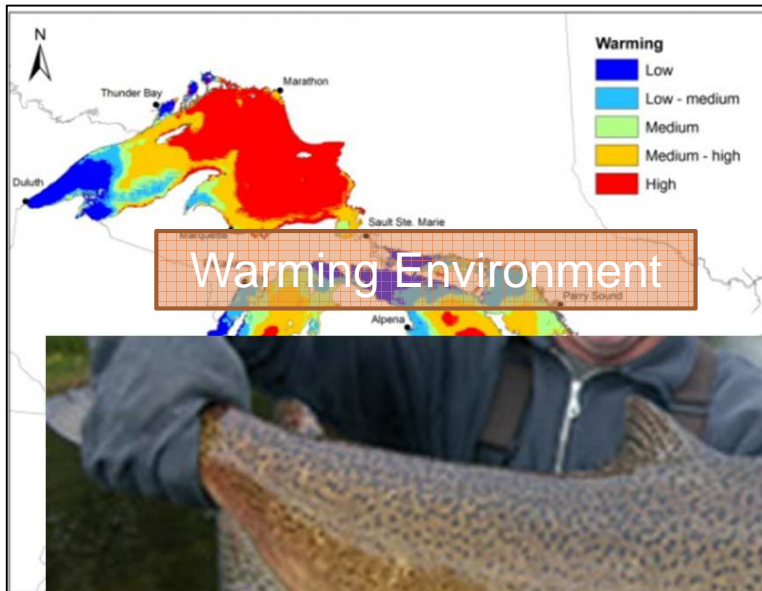 N
Warming
Low
Low - medium
Medium
Medium - high
High
Marathon
Thunder Bay
Duluth
Sault Ste. Marie
Marquette
Warming Environment
Parry Sound
Alpena